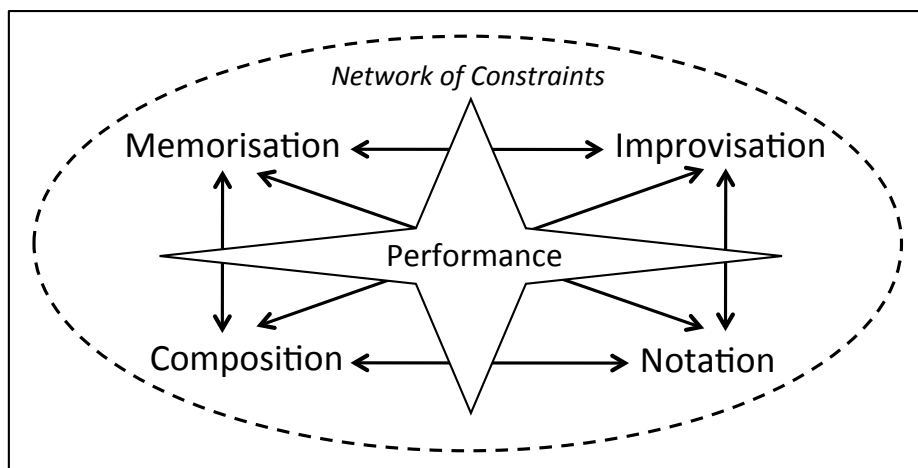 Network of Constraints
Memorisation
Improvisation
Performance
Composition
Notation